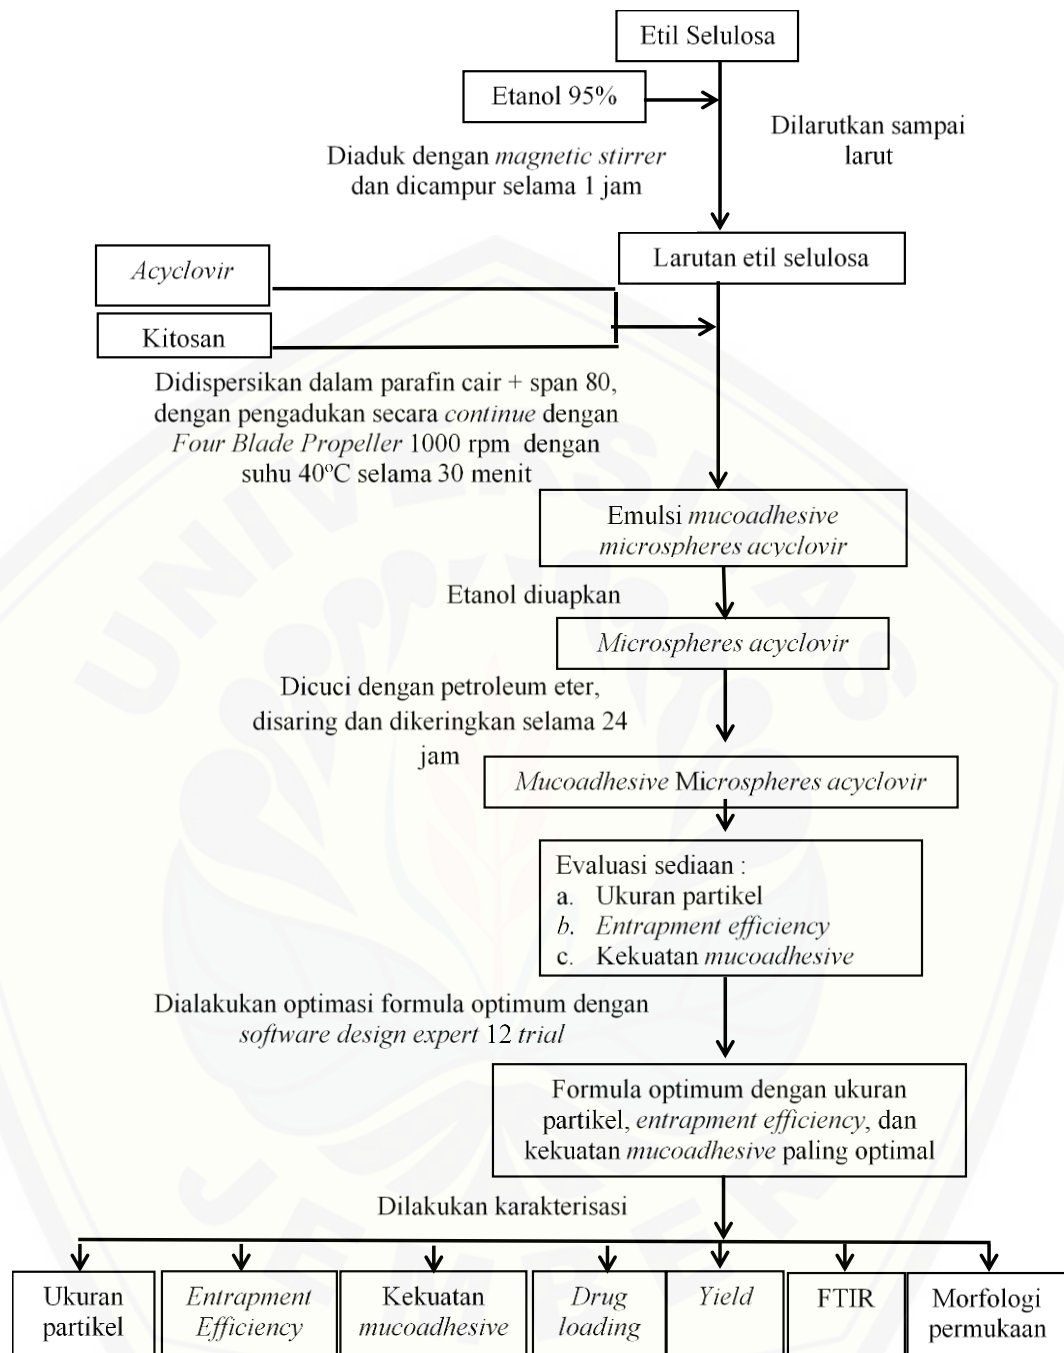 Etil Selulosa
Etanol 95%
Dilarutkan sampai
larut
Diaduk dengan magnetic stirrer
dan dicampur selama 1 jam
Larutan etil selulosa
Acyclovir
Kitosan
Didispersikan dalam parafin cair + span 80,
dengan pengadukan secara continue dengan
Four Blade Propeller 1000 rpm dengan
suhu 40ºC selama 30 menit
Emulsi mucoadhesive
microspheres acyclovir
Etanol diuapkan
Microspheres acyclovir
Dicuci dengan petroleum eter,
disaring dan dikeringkan selama 24
jam
Mucoadhesive Microspheres acyclovir
Evaluasi sediaan :
a. Ukuran partikel
b. Entrapment efficiency
c. Kekuatan mucoadhesive
Dialakukan optimasi formula optimum dengan
software design expert 12 trial
Formula optimum dengan ukuran
partikel, entrapment efficiency, dan
kekuatan mucoadhesive paling optimal
Dilakukan karakterisasi
Ukuran
partikel
Entrapment
Efficiency
Kekuatan
mucoadhesive
Drug
loading
Yield
FTIR
Morfologi
permukaan
UNIVERSITAS
JEMBER